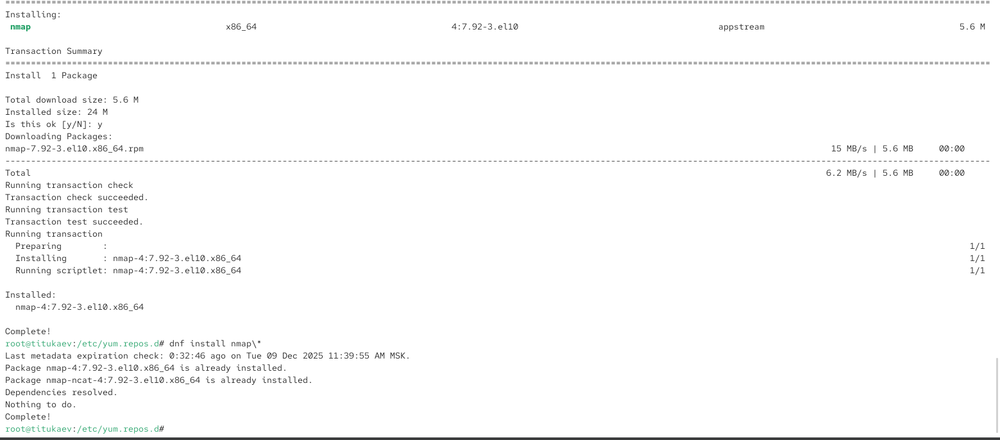 ================================================================================================================================================================================================
Installing:
 nmap                                      x86_64                                      4:7.92-3.el10                                       appstream                                      5.6 M
Transaction Summary
================================================================================================================================================================================================
Install  1 Package
Total download size: 5.6 M
Installed size: 24 M
Is this ok [y/N]: y
Downloading Packages:
nmap-7.92-3.el10.x86_64.rpm                                                                                                                                      15 MB/s | 5.6 MB     00:00
------------------------------------------------------------------------------------------------------------------------------------------------------------------------------------------------
Total                                                                                                                                                           6.2 MB/s | 5.6 MB     00:00
Running transaction check
Transaction check succeeded.
Running transaction test
Transaction test succeeded.
Running transaction
  Preparing        :                                                                                                                                                                        1/1
  Installing       : nmap-4:7.92-3.el10.x86_64                                                                                                                                              1/1
  Running scriptlet: nmap-4:7.92-3.el10.x86_64                                                                                                                                              1/1
Installed:
  nmap-4:7.92-3.el10.x86_64
Complete!
root@titukaev:/etc/yum.repos.d# dnf install nmap\*
Last metadata expiration check: 0:32:46 ago on Tue 09 Dec 2025 11:39:55 AM MSK.
Package nmap-4:7.92-3.el10.x86_64 is already installed.
Package nmap-ncat-4:7.92-3.el10.x86_64 is already installed.
Dependencies resolved.
Nothing to do.
Complete!
root@titukaev:/etc/yum.repos.d#